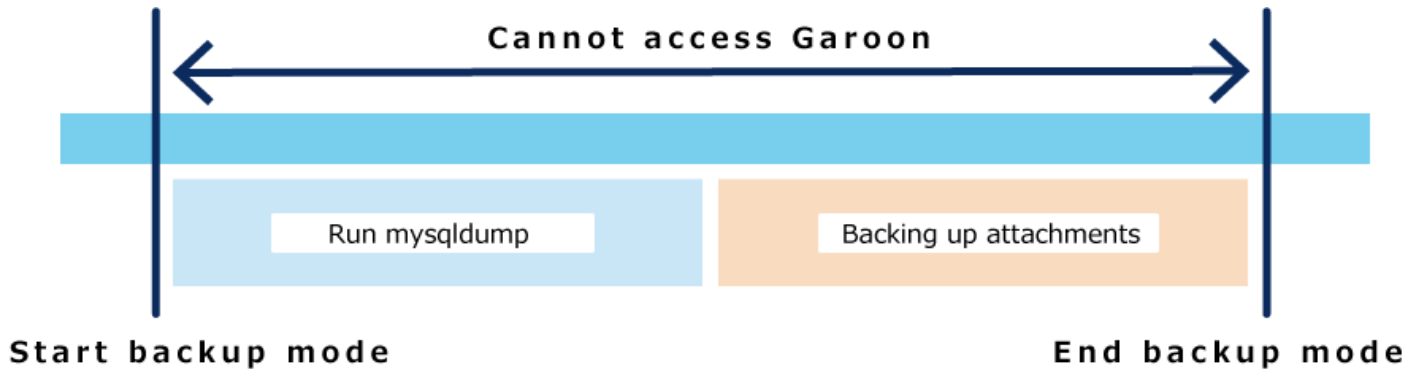 Cannot access Garoon
Run mysqldump
Backing up attachments
Start backup mode
End backup mode